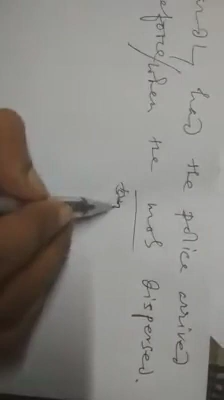 had the police arrived
before/when the mob dispersed.